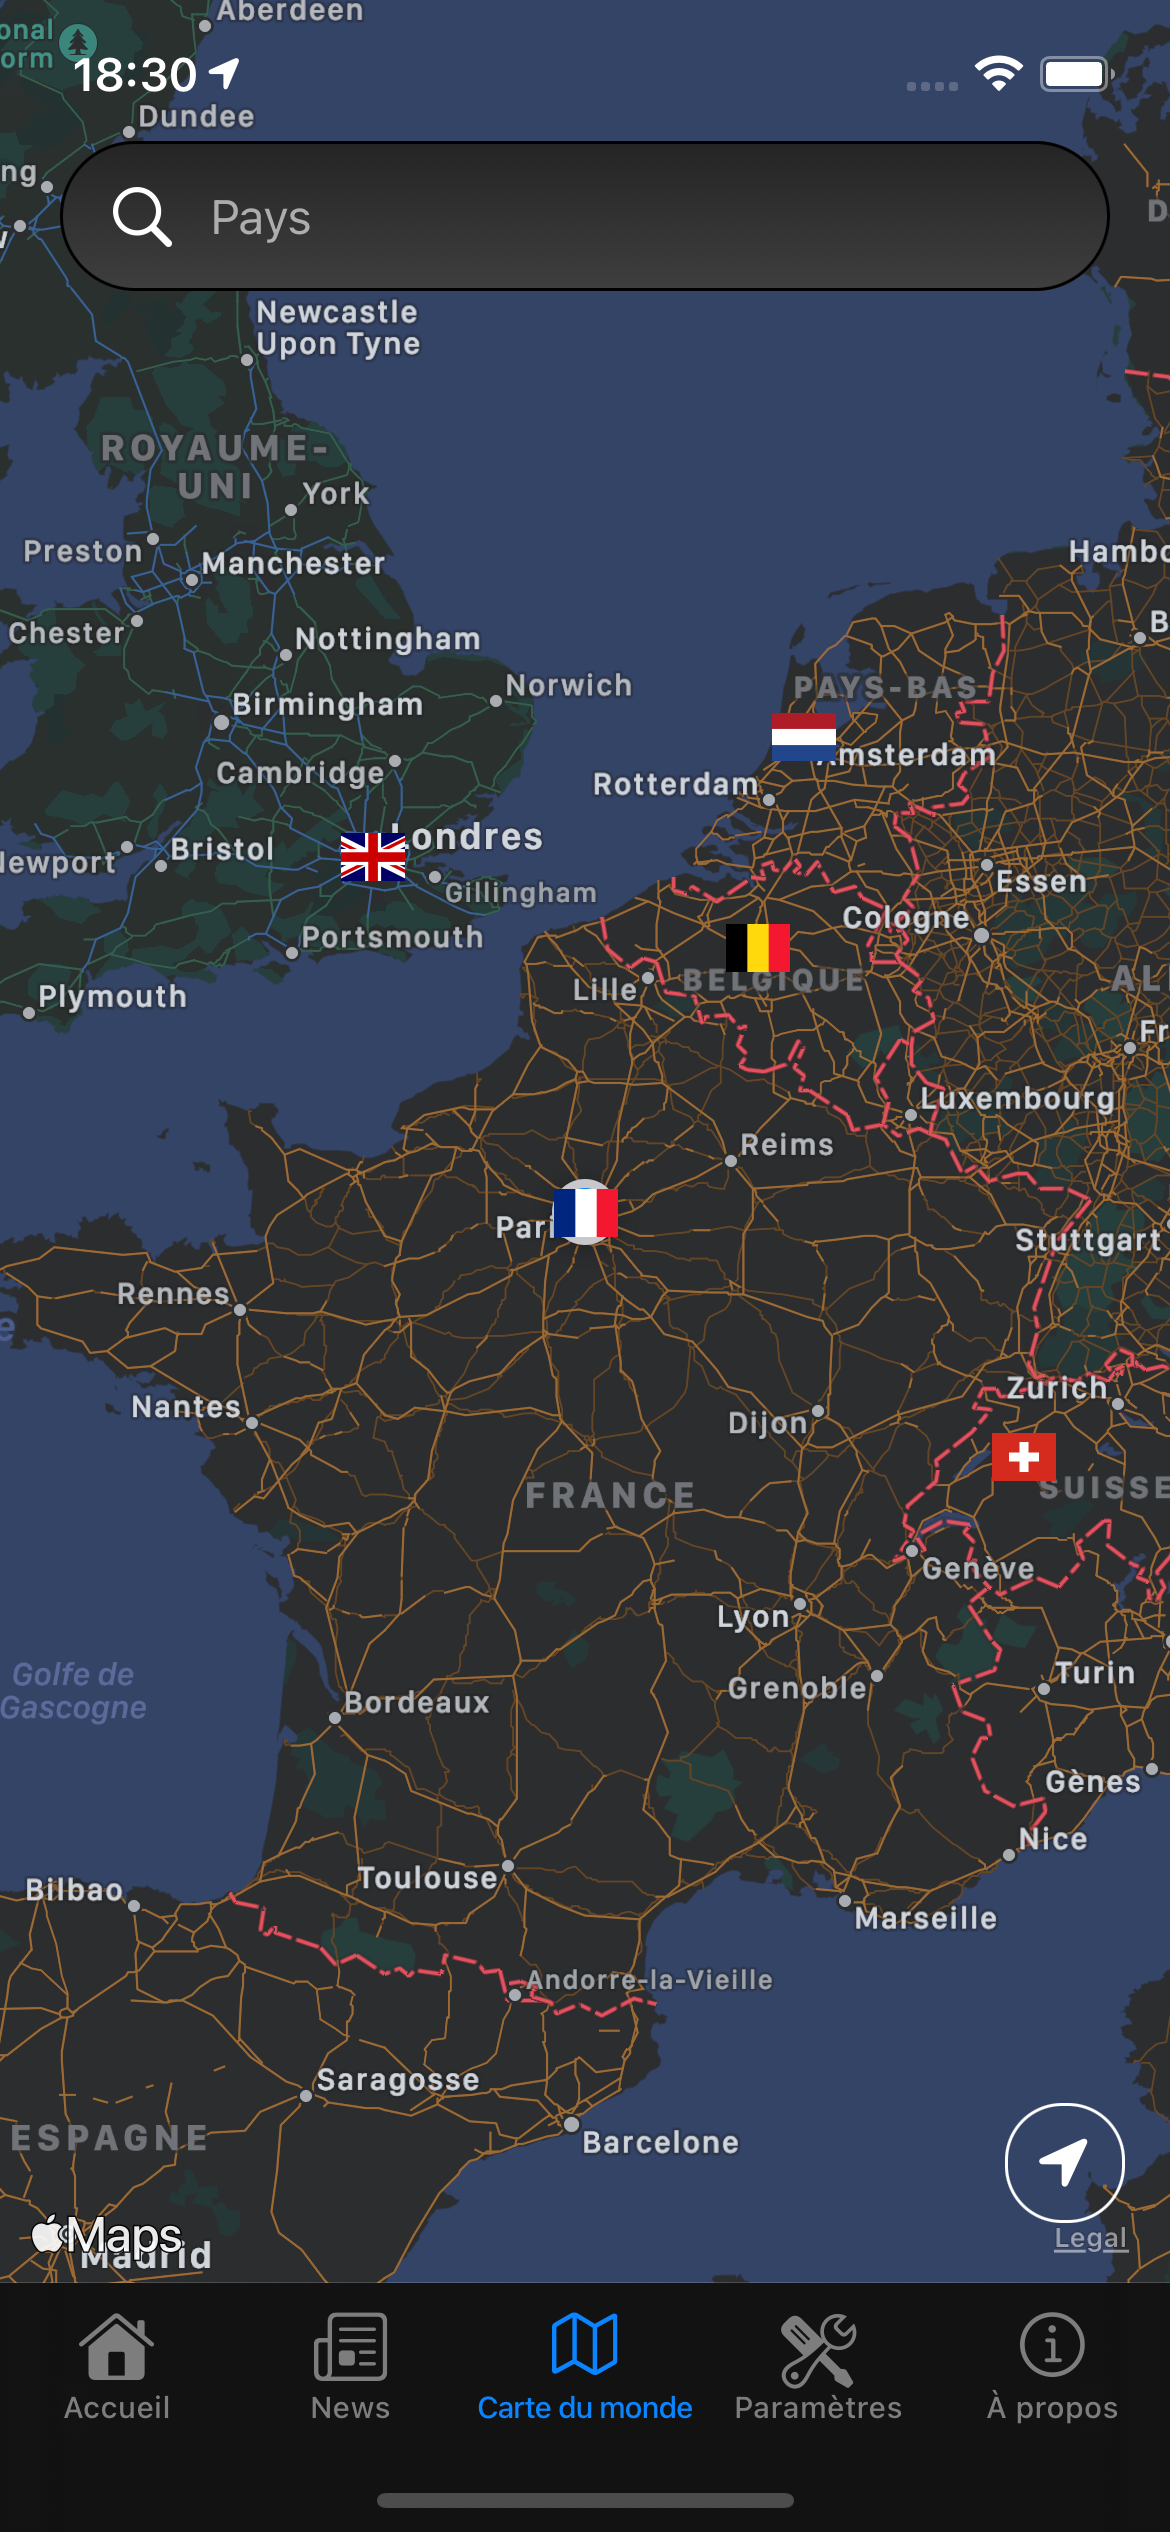 Aberdeen
onal
orm
18:30
Dundee
ng
Pays
D
Newcastle
Upon Tyne
ROYAUME-
UNI
York
Preston
Manchester
Hambo
Chester
Nottingham
B
Norwich
PAYS-BAS
Birmingham
Amsterdam
Cambridge
Rotterdam
Londres
Bristol
ewport
Essen
Gillingham
Cologne
Portsmouth
BELGIQUE
AL
Lille
Plymouth
Fr
Luxembourg
Reims
Pari
Stuttgart
Rennes
e
Zurich
Nantes
Dijon
SUISSE
FRANCE
Genève
Lyon
Golfe de
Gascogne
Turin
Grenoble
Bordeaux
Gènes
Nice
Toulouse
Bilbao
Marseille
Andorre-la-Vieille
Saragosse
ESPAGNE
Barcelone
Maps
Legal
Madrid
Accueil
News
Carte du monde
Paramètres
À propos